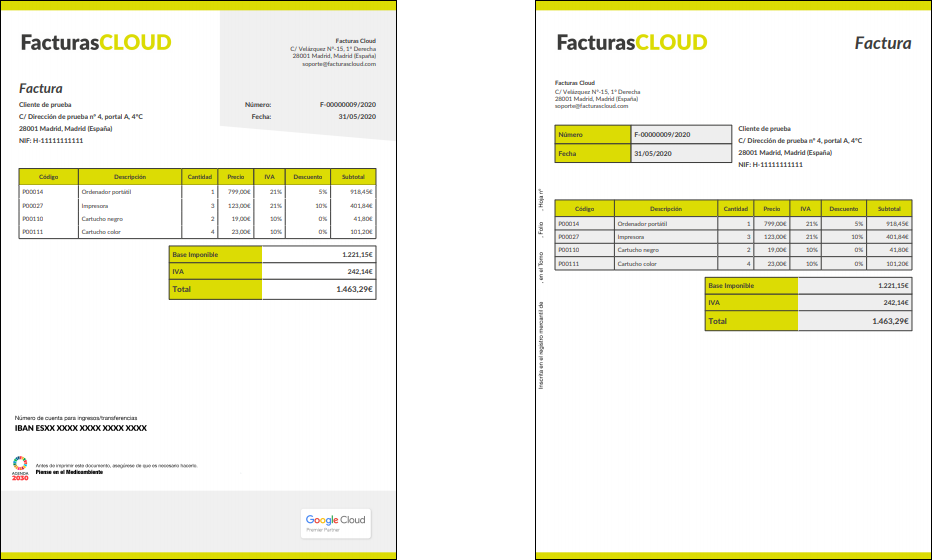 FacturasCLOUD
Facturas Cloud
C/ Velázquez Nº-15, 1º Derecha
28001 Madrid, Madrid (España)
soporte@facturascloud.com
Factura
Cliente de prueba
C/ Dirección de prueba nº 4, portal A, 4ºC
28001 Madrid, Madrid (España)
NIF: H-11111111111
Número: F-00000009/2020
Fecha: 31/05/2020
Código Descripción Cantidad Precio IVA Descuento Subtotal
P00014 Ordenador portátil 1 799,00€ 21% 5% 918,45€
P00027 Impresora 3 123,00€ 21% 10% 401,84€
P00110 Cartucho negro 2 19,00€ 10% 0% 41,80€
P00111 Cartucho color 4 23,00€ 10% 0% 101,20€
Base Imponible 1.221,15€
IVA 242,14€
Total 1.463,29€
Número de cuenta para ingresos/transferencias
IBAN ESXX XXXX XXXX XXXX XXXX
AGENDA
2030
Antes de imprimir este documento, asegúrese de que es necesario hacerlo.
Piense en el Medioambiente
Google Cloud
Premier Partner
FacturasCLOUD
Factura
Facturas Cloud
C/ Velázquez Nº-15, 1º Derecha
28001 Madrid, Madrid (España)
soporte@facturascloud.com
Número F-00000009/2020
Fecha 31/05/2020
Cliente de prueba
C/ Dirección de prueba nº 4, portal A, 4ºC
28001 Madrid, Madrid (España)
NIF: H-11111111111
Inscrita en el registro mercantil de , en el Tomo , Folio , Hoja nº
Código Descripción Cantidad Precio IVA Descuento Subtotal
P00014 Ordenador portátil 1 799,00€ 21% 5% 918,45€
P00027 Impresora 3 123,00€ 21% 10% 401,84€
P00110 Cartucho negro 2 19,00€ 10% 0% 41,80€
P00111 Cartucho color 4 23,00€ 10% 0% 101,20€
Base Imponible 1.221,15€
IVA 242,14€
Total 1.463,29€